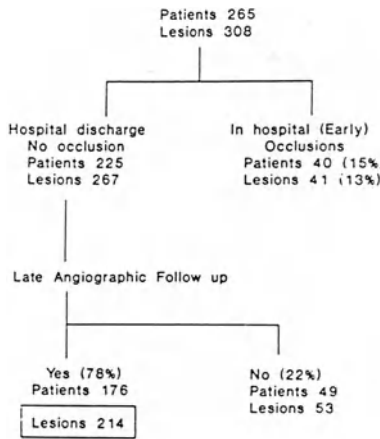 Patients 265
Lesions 308
Hospital discharge
No occlusion
Patients 225
Lesions 267
In hospital (Early)
Occlusions
Patients 40 (15%
Lesions 41 (13%)
Late Angiographic Follow up
Yes (78%)
Patients 176
Lesions 214
No (22%)
Patients 49
Lesions 53